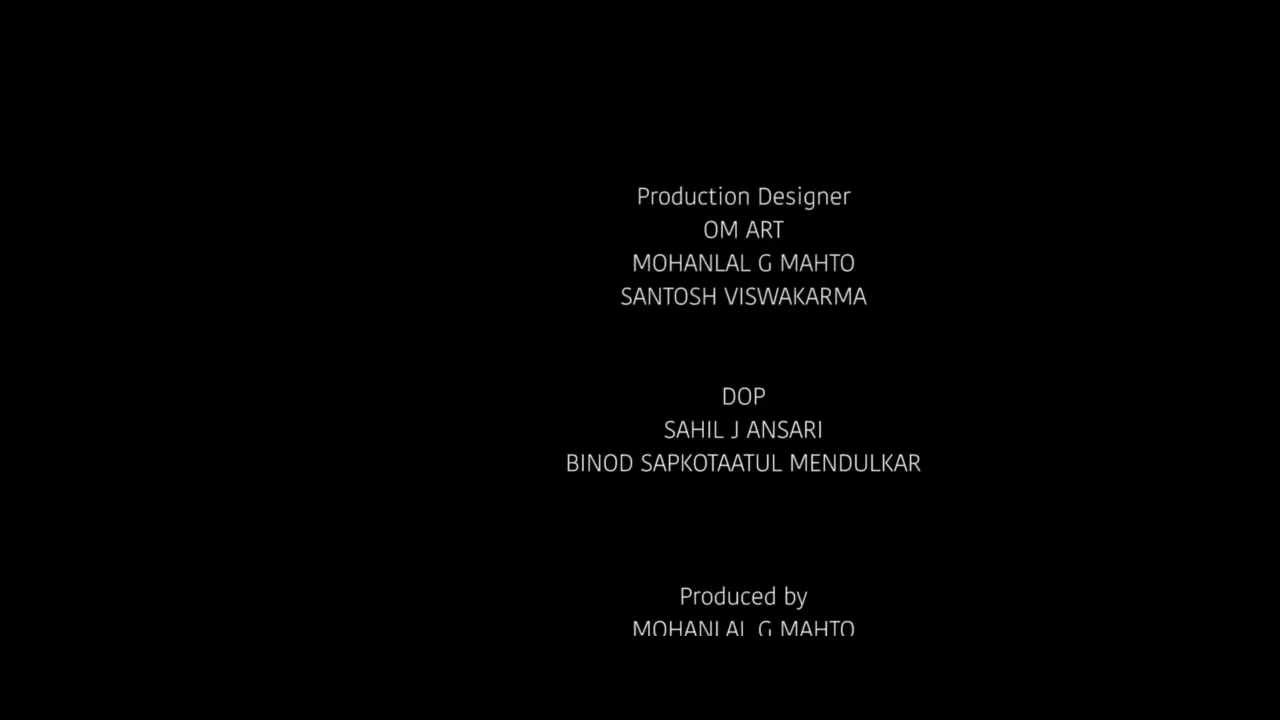 Production Designer
OM ART
MOHANLAL G MAHTO
SANTOSH VISWAKARMA
DOP
SAHIL J ANSARI
BINOD SAPKOTAATUL MENDULKAR
Produced by
MOHANLAL G MAHTO